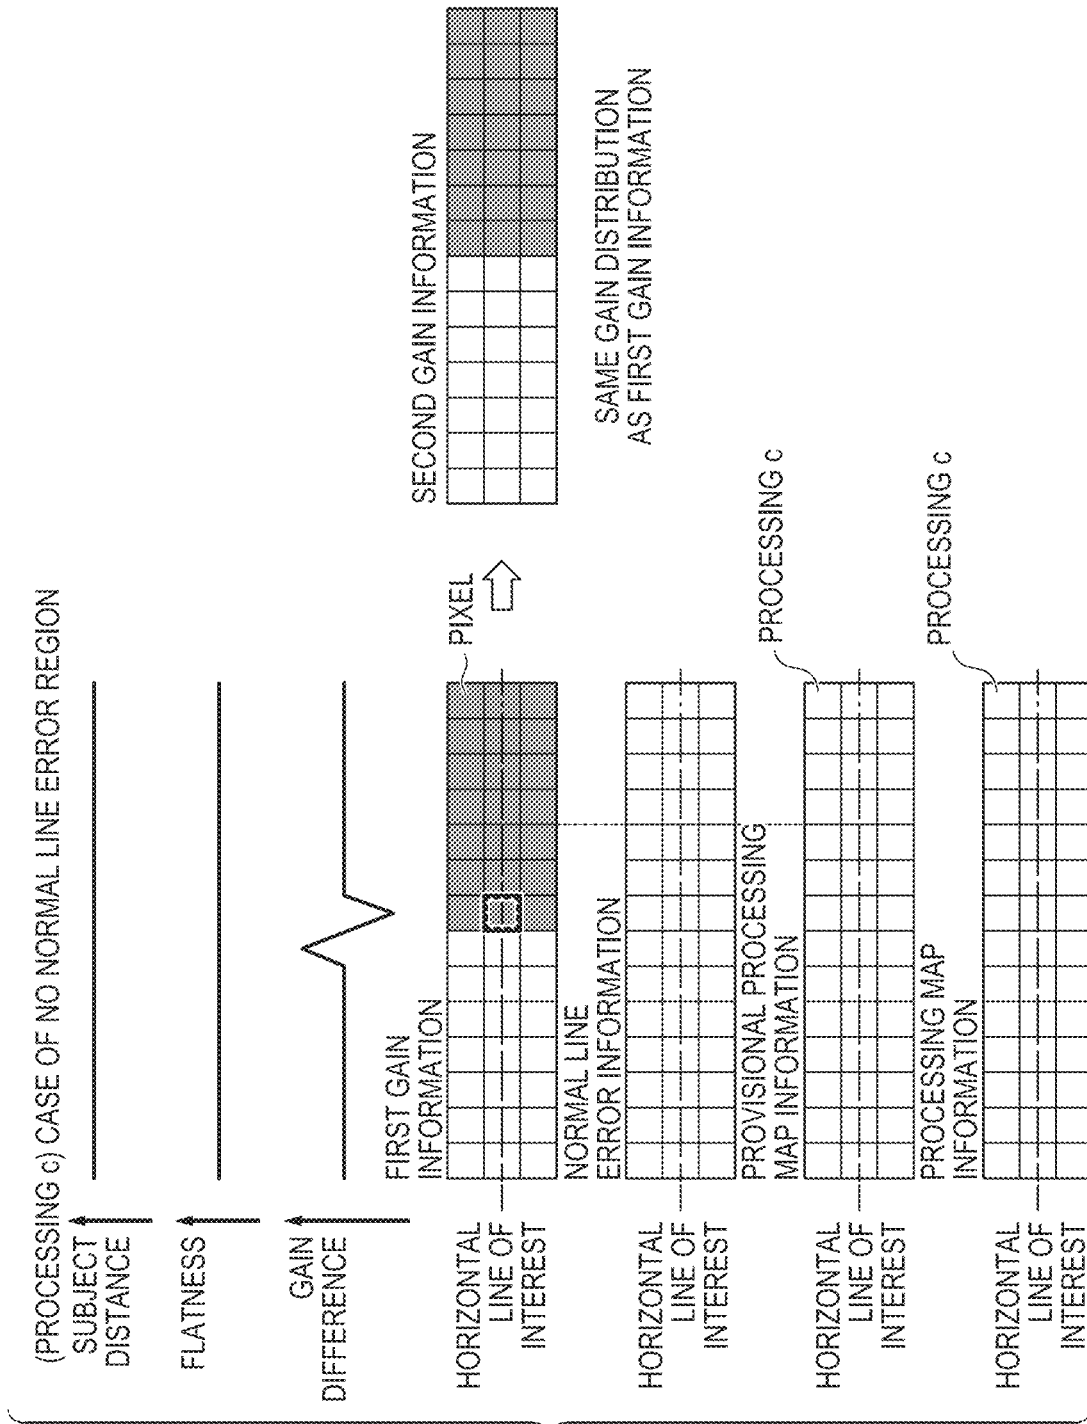 (PROCESSING c) CASE OF NO NORMAL LINE ERROR REGION
SUBJECT
DISTANCE
FLATNESS
GAIN
DIFFERENCE
FIRST GAIN
INFORMATION
PIXEL
SECOND GAIN INFORMATION
HORIZONTAL
LINE OF
INTEREST
SAME GAIN DISTRIBUTION
AS FIRST GAIN INFORMATION
NORMAL LINE
ERROR INFORMATION
HORIZONTAL
LINE OF
INTEREST
PROVISIONAL PROCESSING
MAP INFORMATION
PROCESSING c
HORIZONTAL
LINE OF
INTEREST
PROCESSING MAP
INFORMATION
PROCESSING c
HORIZONTAL
LINE OF
INTEREST